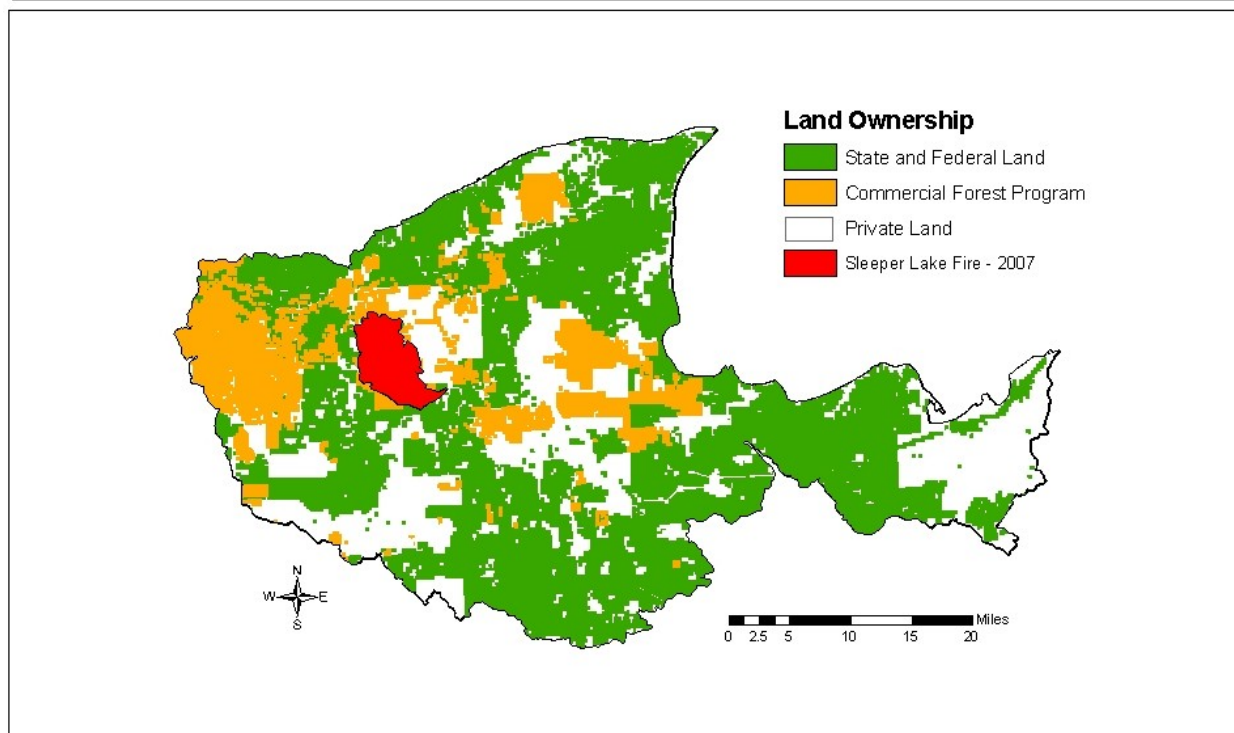 Land Ownership
State and Federal Land
Commercial Forest Program
Private Land
Sleeper Lake Fire - 2007
N
W E
S
Miles
0 2.5 5 10 15 20